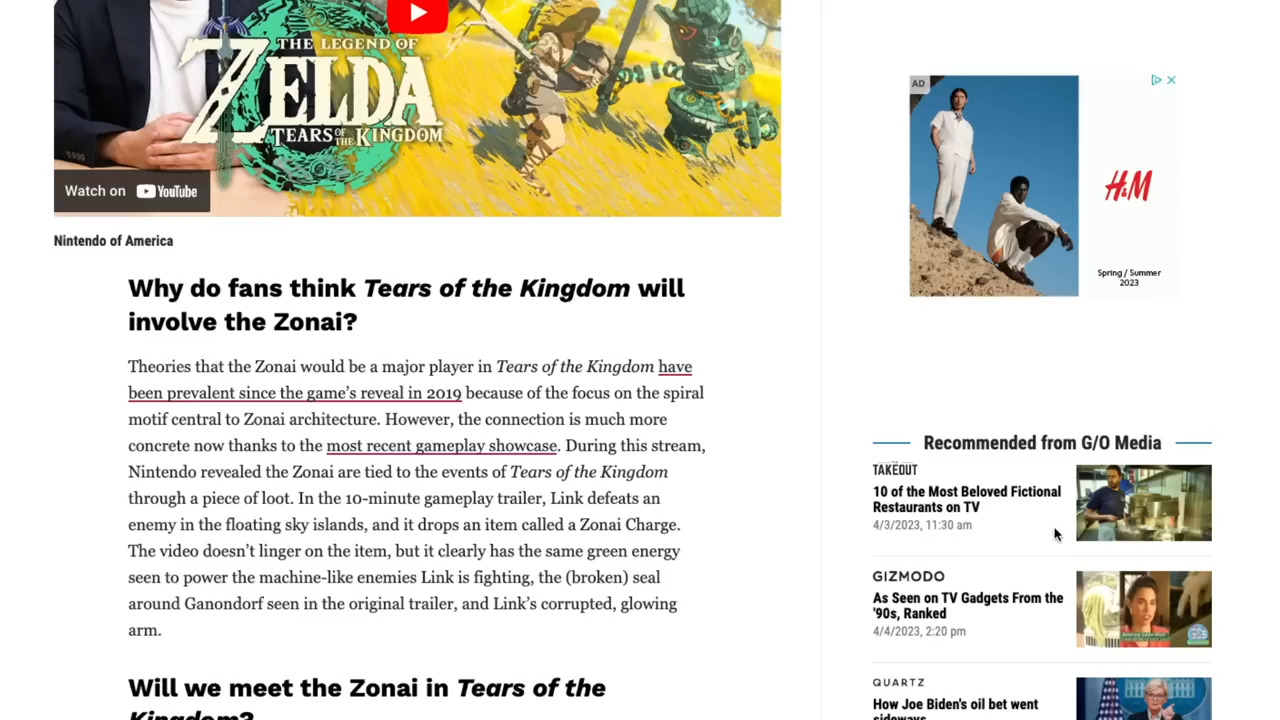 THE LEGEND OF
ZELDA
TEARS OF THE KINGDOM
Watch on YouTube
Nintendo of America
Why do fans think Tears of the Kingdom will
involve the Zonai?
Theories that the Zonai would be a major player in Tears of the Kingdom have
been prevalent since the game’s reveal in 2019 because of the focus on the spiral
motif central to Zonai architecture. However, the connection is much more
concrete now thanks to the most recent gameplay showcase. During this stream,
Nintendo revealed the Zonai are tied to the events of Tears of the Kingdom
through a piece of loot. In the 10-minute gameplay trailer, Link defeats an
enemy in the floating sky islands, and it drops an item called a Zonai Charge.
The video doesn’t linger on the item, but it clearly has the same green energy
seen to power the machine-like enemies Link is fighting, the (broken) seal
around Ganondorf seen in the original trailer, and Link’s corrupted, glowing
arm.
Will we meet the Zonai in Tears of the
Kingdom?
AD
H&M
Spring / Summer
2023
Recommended from G/O Media
TAKEOUT
10 of the Most Beloved Fictional
Restaurants on TV
4/3/2023, 11:30 am
GIZMODO
As Seen on TV Gadgets From the
'90s, Ranked
4/4/2023, 2:20 pm
QUARTZ
How Joe Biden's oil bet went
sideways